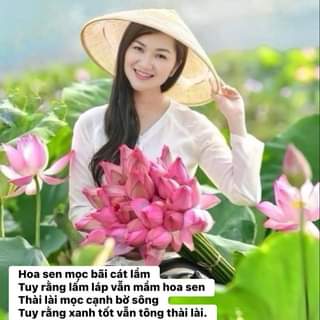 Hoa sen mọc bãi cát lầm
Tuy rằng lấm láp vẫn mầm hoa sen
Thài lài mọc cạnh bờ sông
Tuy rằng xanh tốt vẫn tông thài lài.